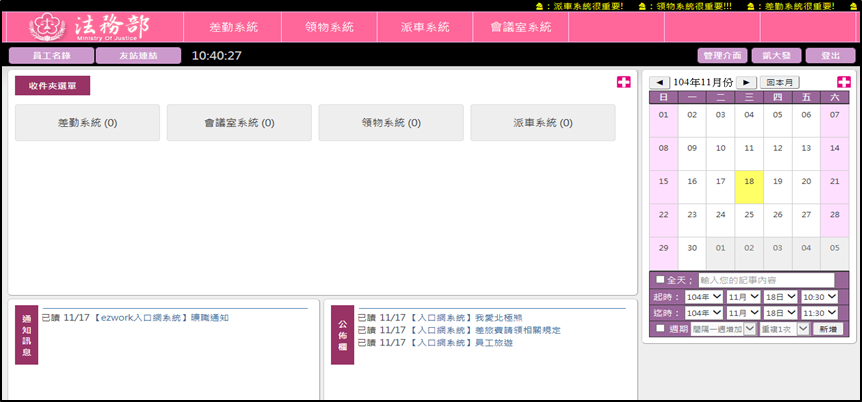 ：派車系統很重要!　：領物系統很重要!!!　：差勤系統很重要!
法務部 差勤系統 領物系統 派車系統 會議室系統
Ministry Of Justice
員工名錄 友站連結 10:40:27 管理介面 凱大發 登出
收件夾選單
差勤系統 (0) 會議室系統 (0) 領物系統 (0) 派車系統 (0)
◄ 104年11月份 ► 回本月
日 一 二 三 四 五 六
01 02 03 04 05 06 07
08 09 10 11 12 13 14
15 16 17 18 19 20 21
22 23 24 25 26 27 28
29 30 01 02 03 04 05
全天： 輸入您的記事內容
起時： 104年 11月 18日 10:30
迄時： 104年 11月 18日 11:30
週期 間隔一週增加 重複1次 新增
通知訊息
已讀 11/17【ezwork入口網系統】曠職通知
公佈欄
已讀 11/17【入口網系統】我愛北極熊
已讀 11/17【入口網系統】差旅費請領相關規定
已讀 11/17【入口網系統】員工旅遊